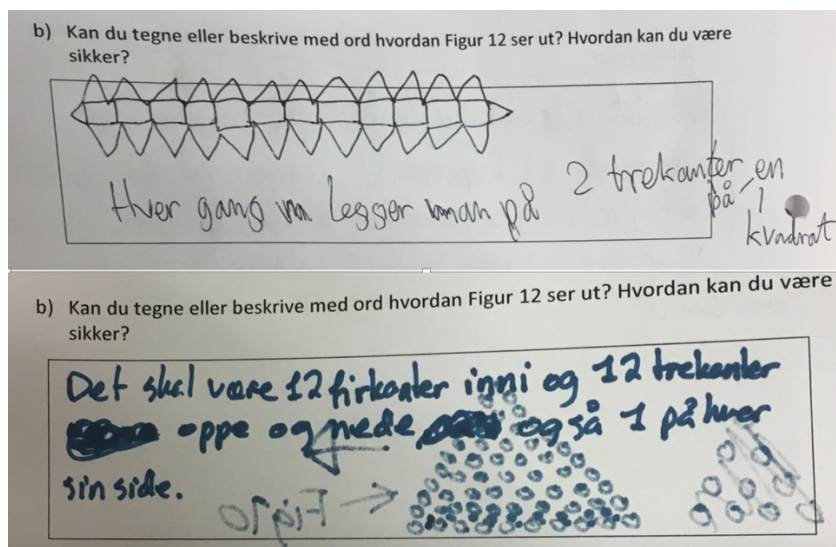 b) Kan du tegne eller beskrive med ord hvordan Figur 12 ser ut? Hvordan kan du være
sikker?
Hver gang legger man på 2 trekanter en
på 1
kvadrat
b) Kan du tegne eller beskrive med ord hvordan Figur 12 ser ut? Hvordan kan du være
sikker?
Det skal være 12 firkanter inni og 12 trekanter
oppe og nede, også 1 på hver
sin side.